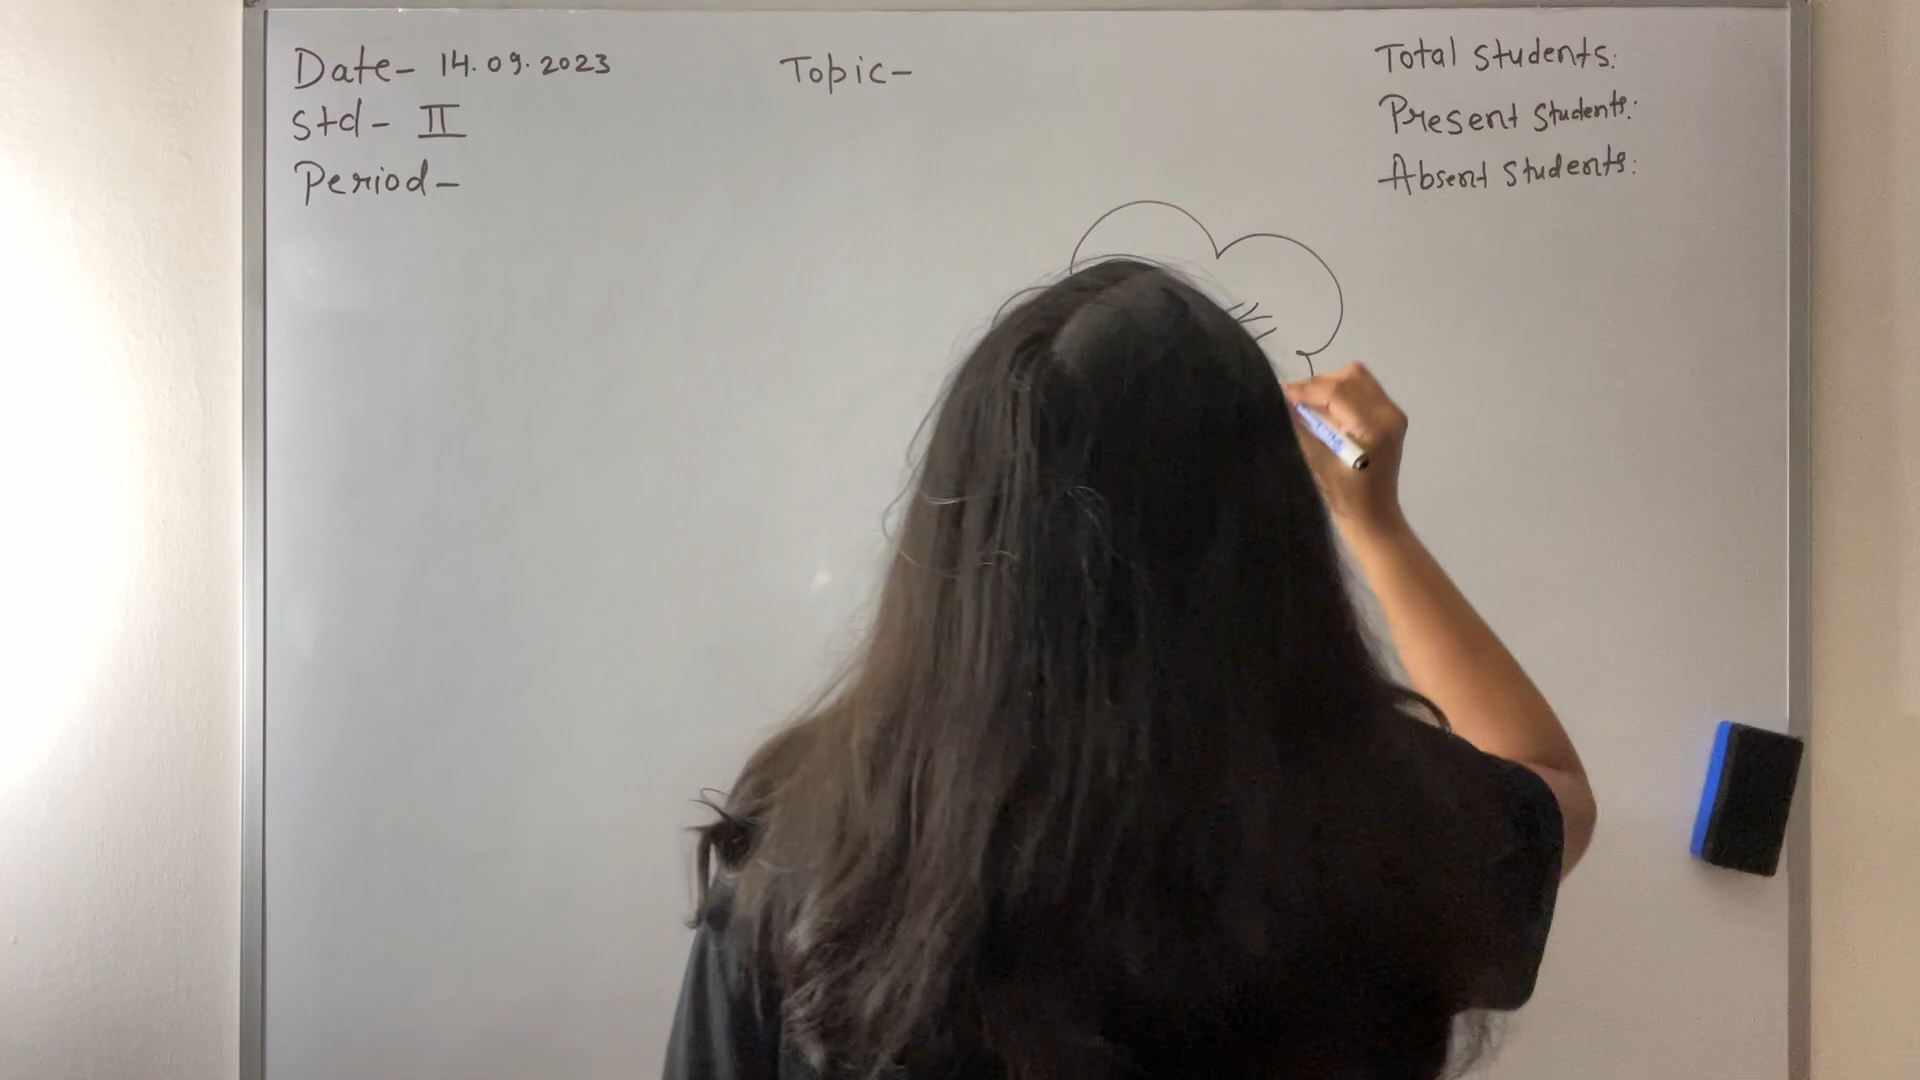 Date- 14.09.2023
Std- II
Period-
Topic-
Total Students:
Present Students:
Absent Students: